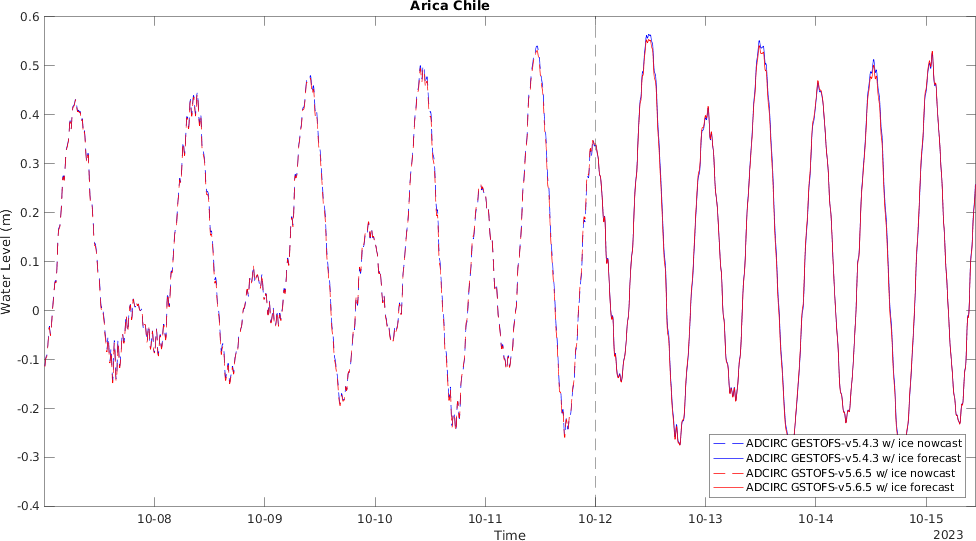 Arica Chile
Water Level (m)
0.6
0.5
0.4
0.3
0.2
0.1
0
-0.1
-0.2
-0.3
-0.4
ADCIRC GESTOFS-v5.4.3 w/ ice nowcast
ADCIRC GESTOFS-v5.4.3 w/ ice forecast
ADCIRC GSTOFS-v5.6.5 w/ ice nowcast
ADCIRC GSTOFS-v5.6.5 w/ ice forecast
10-08 10-09 10-10 10-11 10-12 10-13 10-14 10-15
Time
2023